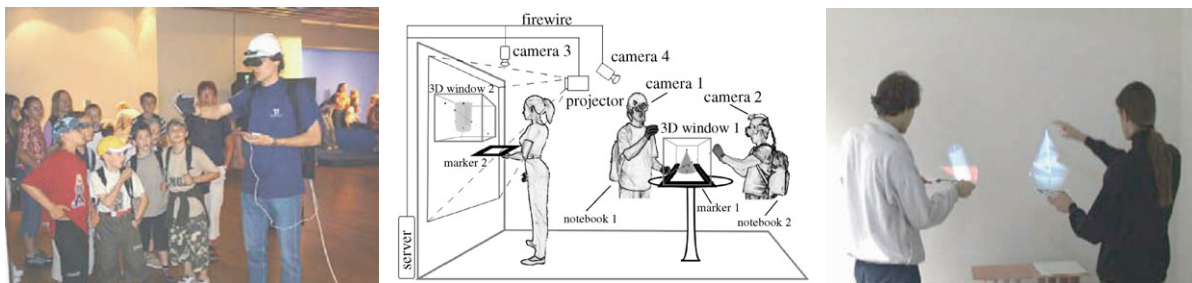 firewire
camera 3
camera 4
camera 1
3D window 2
projector
camera 2
3D window 1
marker 2
notebook 1
marker 1
notebook 2
server